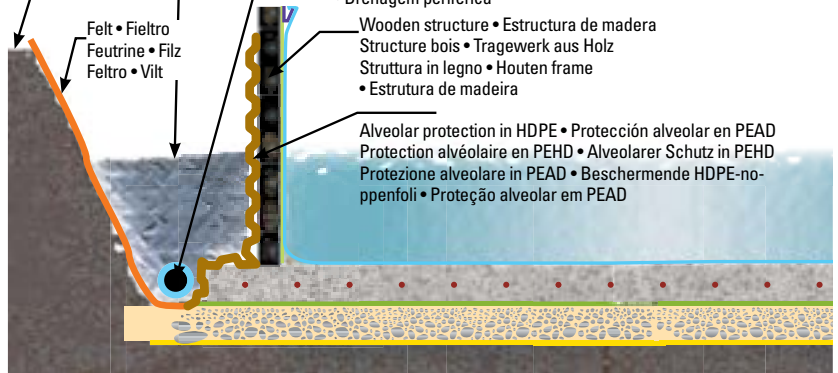 Drenagem periférica
Felt • Fieltro
Feutrine • Filz
Feltro • Vilt
Wooden structure • Estructura de madera
Structure bois • Tragewerk aus Holz
Struttura in legno • Houten frame
• Estrutura de madeira
Alveolar protection in HDPE • Protección alveolar en PEAD
Protection alvéolaire en PEHD • Alveolarer Schutz in PEHD
Protezione alveolare in PEAD • Beschermende HDPE-no-
ppenfoli • Proteção alveolar em PEAD